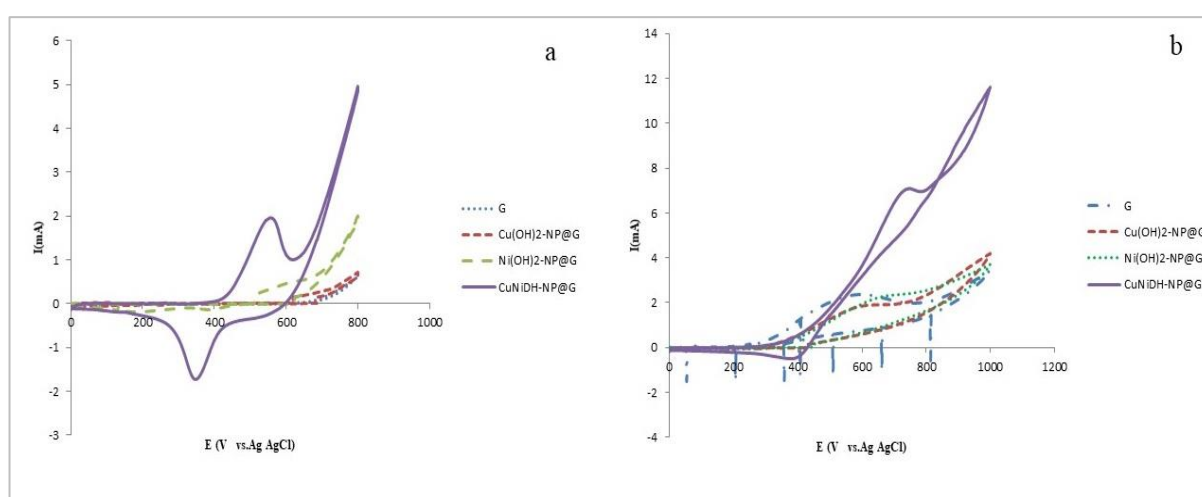 a
6
5
4
3
2
1
0
-1
-2
-3
0
200
400
600
800
1000
I(mA)
E (V vs.Ag AgCl)
G
Cu(OH)2-NP@G
Ni(OH)2-NP@G
CuNiDH-NP@G
b
14
12
10
8
6
4
2
0
-2
-4
0
200
400
600
800
1000
1200
I(mA)
E (V vs.Ag AgCl)
G
Cu(OH)2-NP@G
Ni(OH)2-NP@G
CuNiDH-NP@G